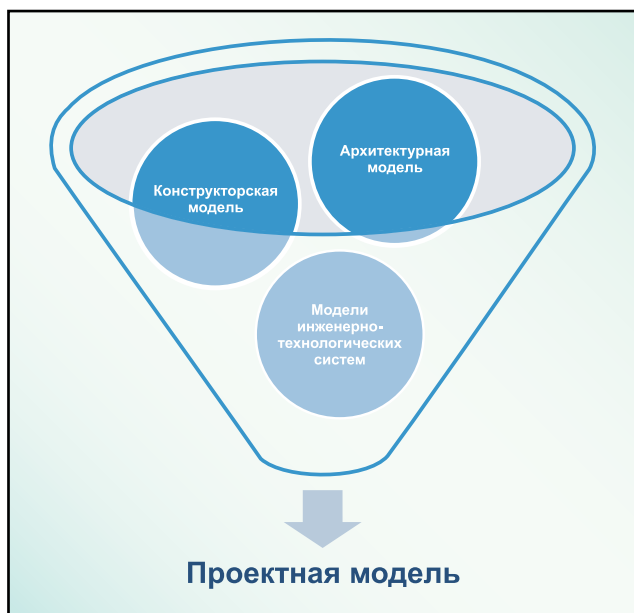 Архитектурная
модель
Конструкторская
модель
Модели
инженерно-
технологических
систем
Проектная модель